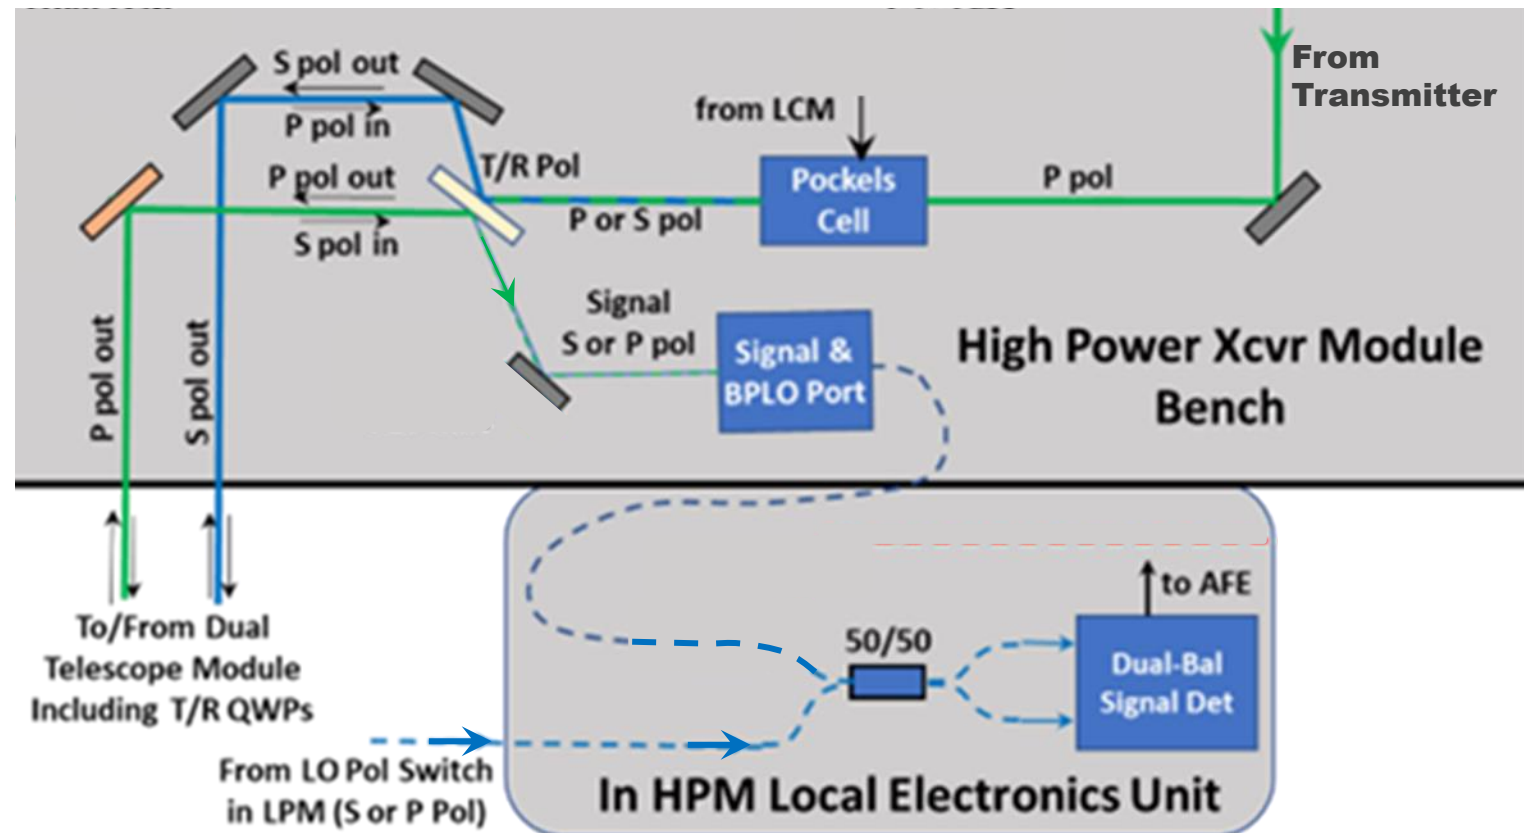 From
Transmitter
S pol out
P pol in
from LCM
T/R Pol
P pol out
S pol in
Pockels
Cell
P pol
P or S pol
Signal
S or P pol
Signal &
BPLO Port
High Power Xcvr Module
Bench
P pol out
S pol out
To/From Dual
Telescope Module
Including T/R QWPs
to AFE
50/50
Dual-Bal
Signal Det
From LO Pol Switch
in LPM (S or P Pol)
In HPM Local Electronics Unit